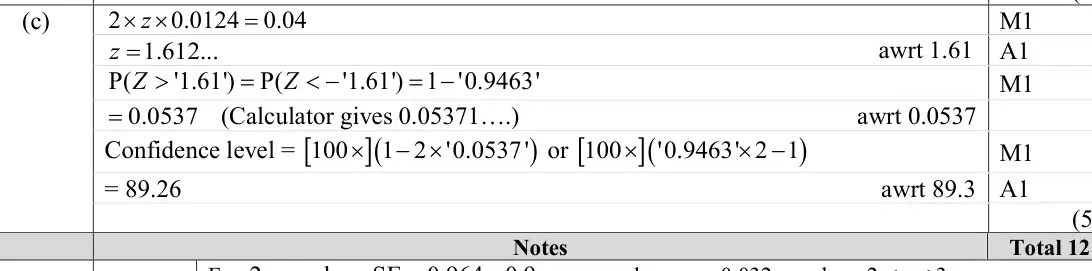 (c) 2 × z × 0.0124 = 0.04 M1
z = 1.612... awrt 1.61 A1
P(Z > '1.61') = P(Z < −'1.61') = 1 − '0.9463' M1
= 0.0537 (Calculator gives 0.05371….) awrt 0.0537
Confidence level = [100×](1 − 2 × '0.0537') or [100×]('0.9463' × 2 − 1) M1
= 89.26 awrt 89.3 A1
(5
Notes Total 12